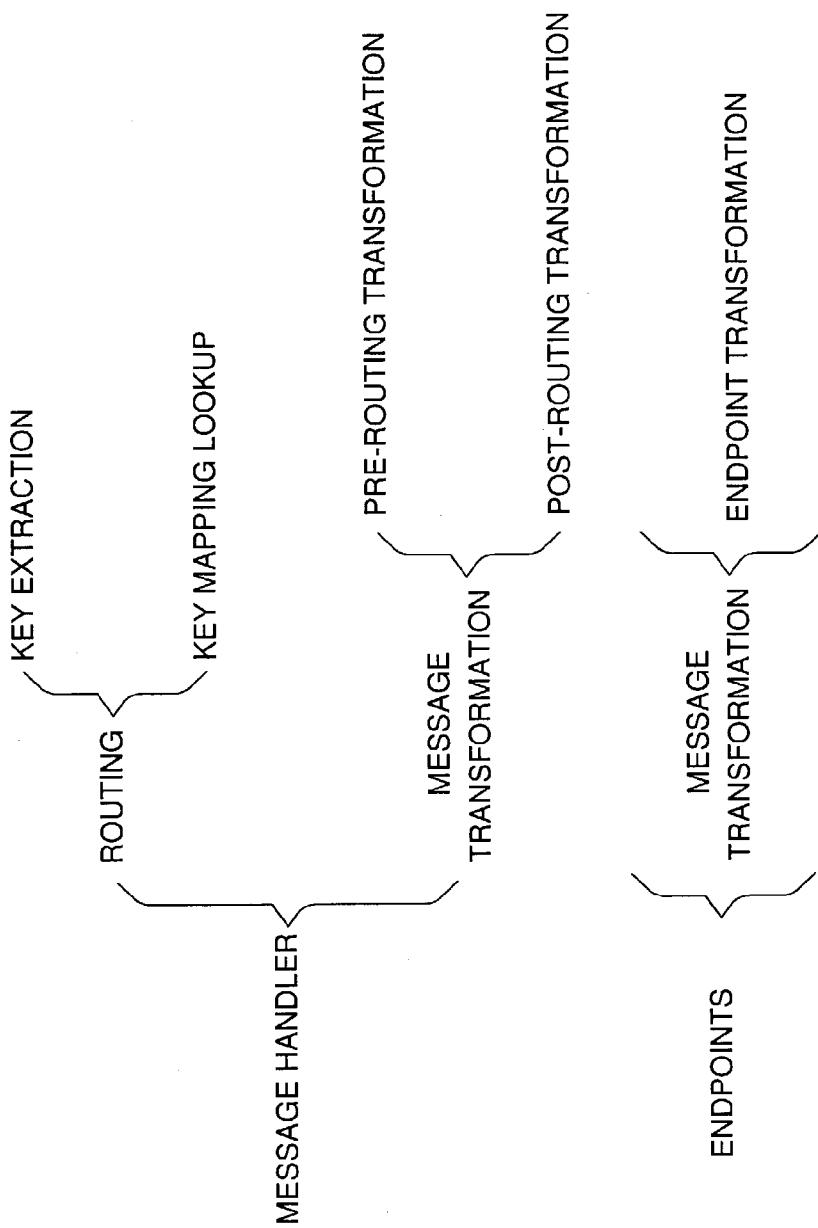 KEY EXTRACTION
ROUTING
KEY MAPPING LOOKUP
MESSAGE HANDLER
PRE-ROUTING TRANSFORMATION
MESSAGE
TRANSFORMATION
POST-ROUTING TRANSFORMATION
ENDPOINTS
MESSAGE
TRANSFORMATION
ENDPOINT TRANSFORMATION